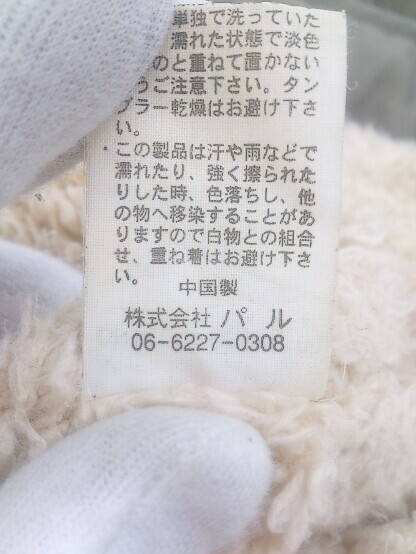 単独で洗っていた
濡れた状態で淡色
のと重ねて置かない
うご注意下さい。タン
ブラー乾燥はお避け下さ
い。
・この製品は汗や雨などで
濡れたり、強く擦られた
りした時、色落ちし、他
の物へ移染することがあ
りますので白物との組合
せ、重ね着はお避け下さ
い。
中国製
株式会社 パル
06-6227-0308